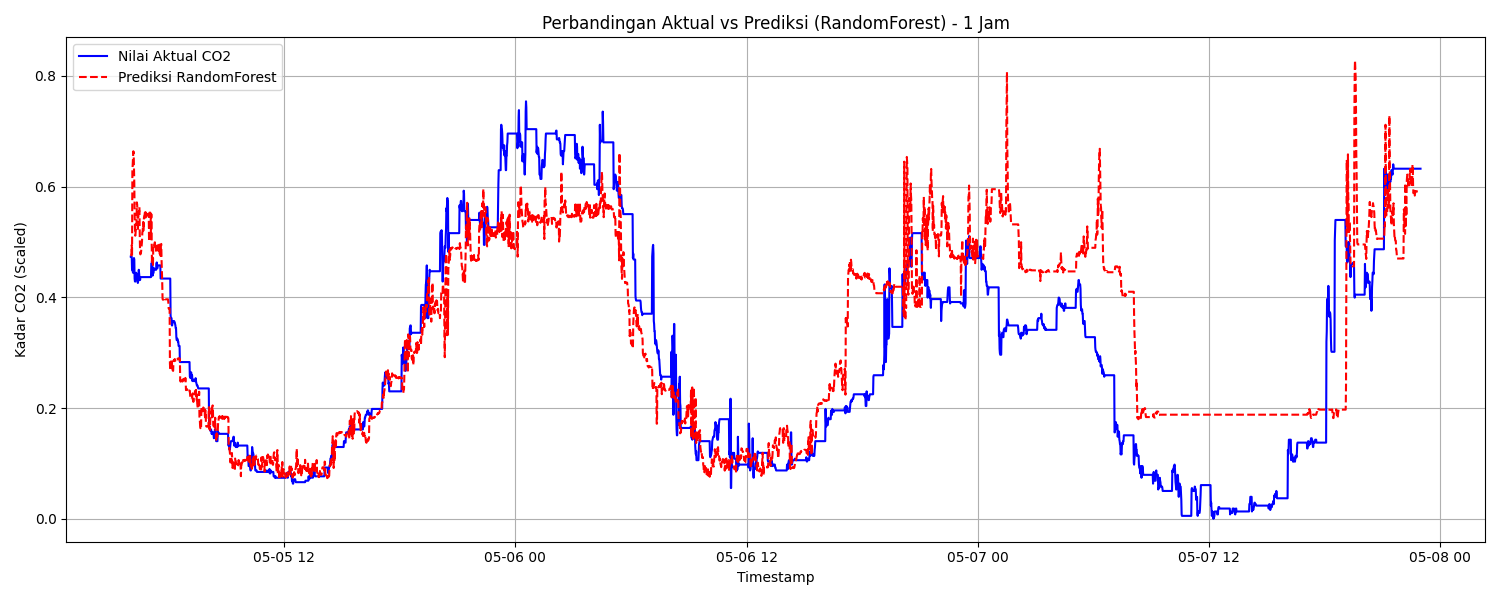 Perbandingan Aktual vs Prediksi (RandomForest) - 1 Jam
Nilai Aktual CO2
Prediksi RandomForest
Kadar CO2 (Scaled)
0.8
0.6
0.4
0.2
0.0
05-05 12
05-06 00
05-06 12
05-07 00
05-07 12
05-08 00
Timestamp